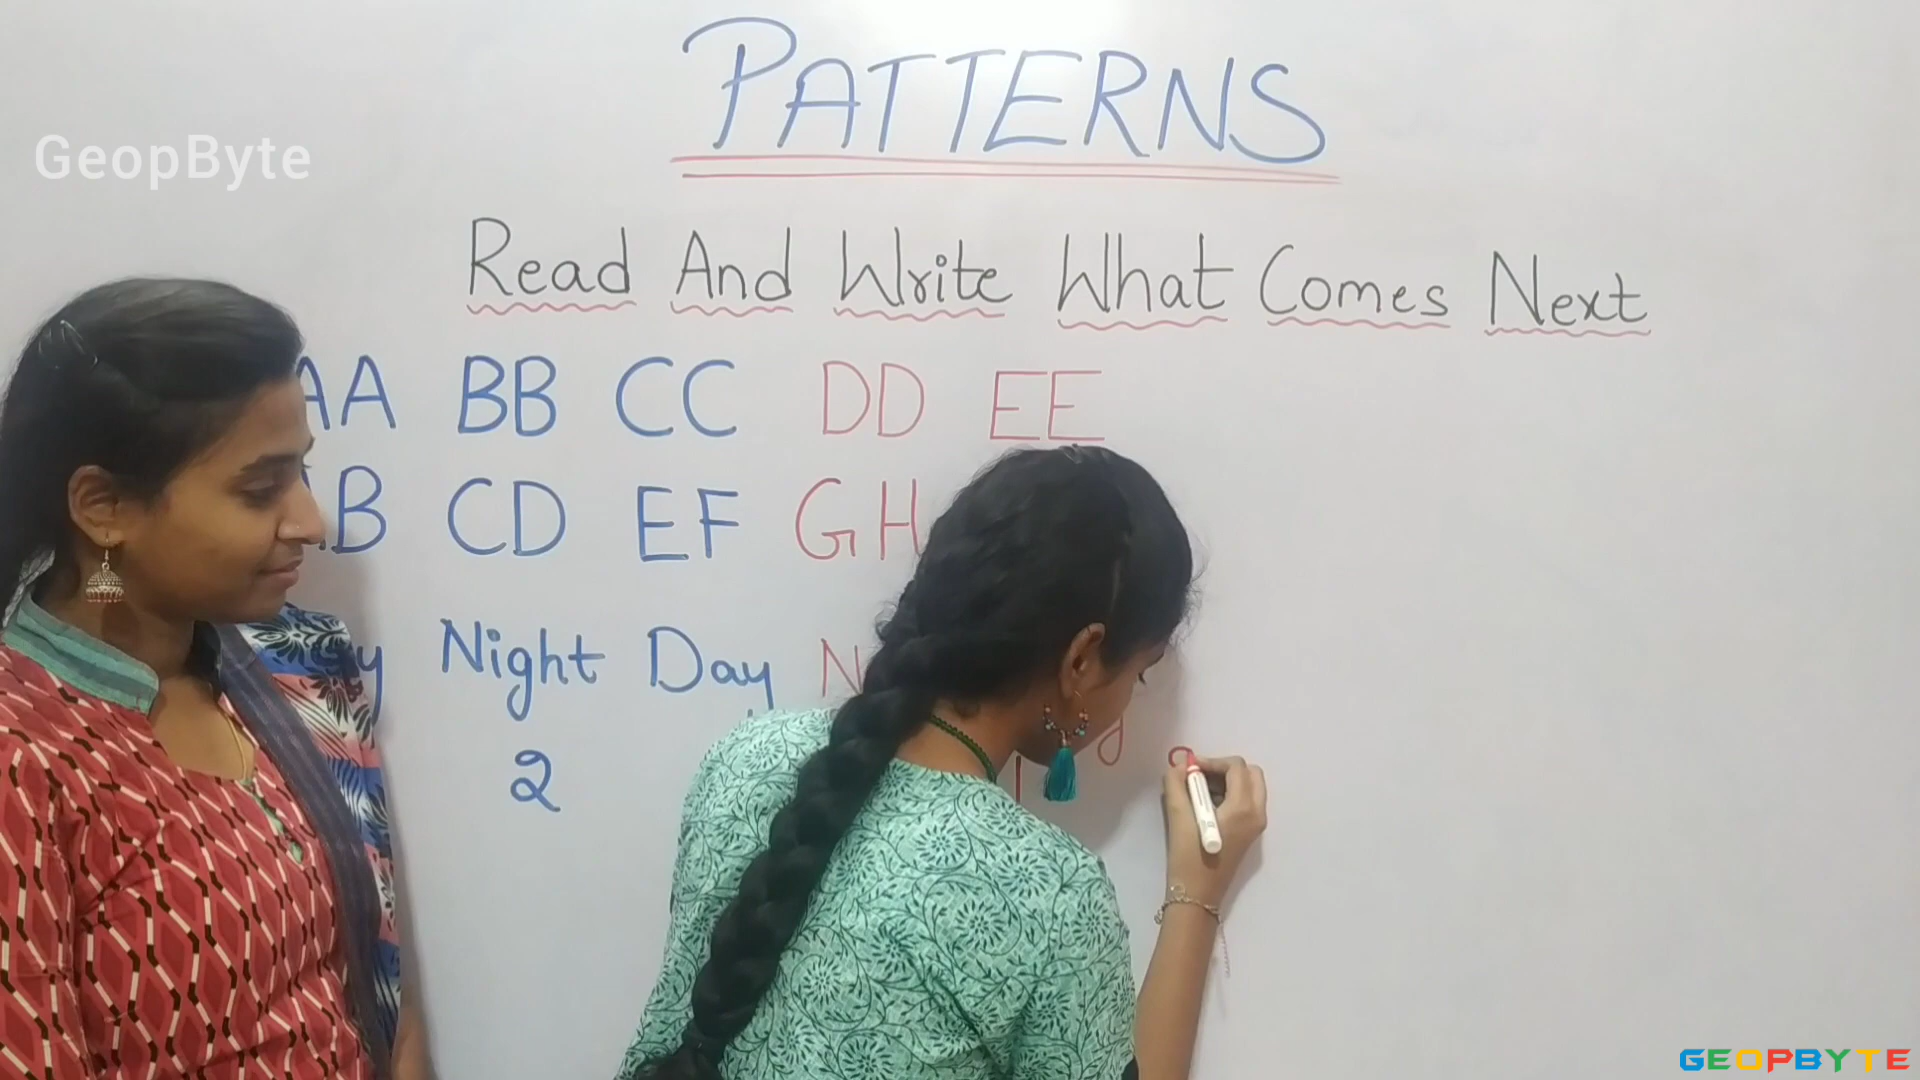 PATTERNS
GeopByte
Read And Write What Comes Next
AA BB CC DD EE
B CD EF GH
Night Day
2 1
GEOPBYTE